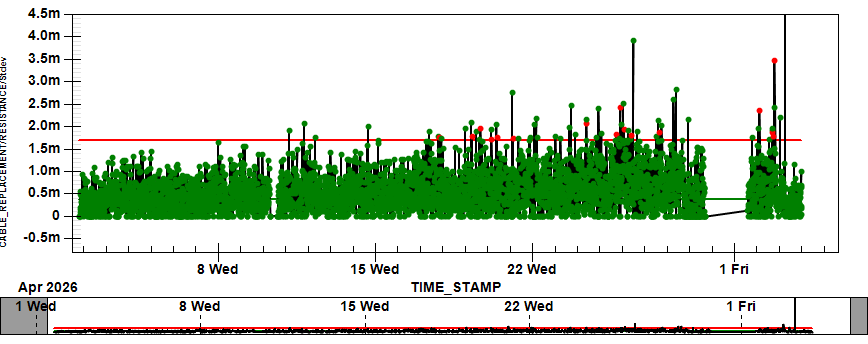 4.5m
4.0m
3.5m
3.0m
2.5m
2.0m
1.5m
1.0m
0.5m
0
-0.5m
CABLE_REPLACEMENT/RESISTANCE/Stdev
8 Wed
15 Wed
22 Wed
1 Fri
Apr 2026
TIME_STAMP
1 Wed
8 Wed
15 Wed
22 Wed
1 Fri